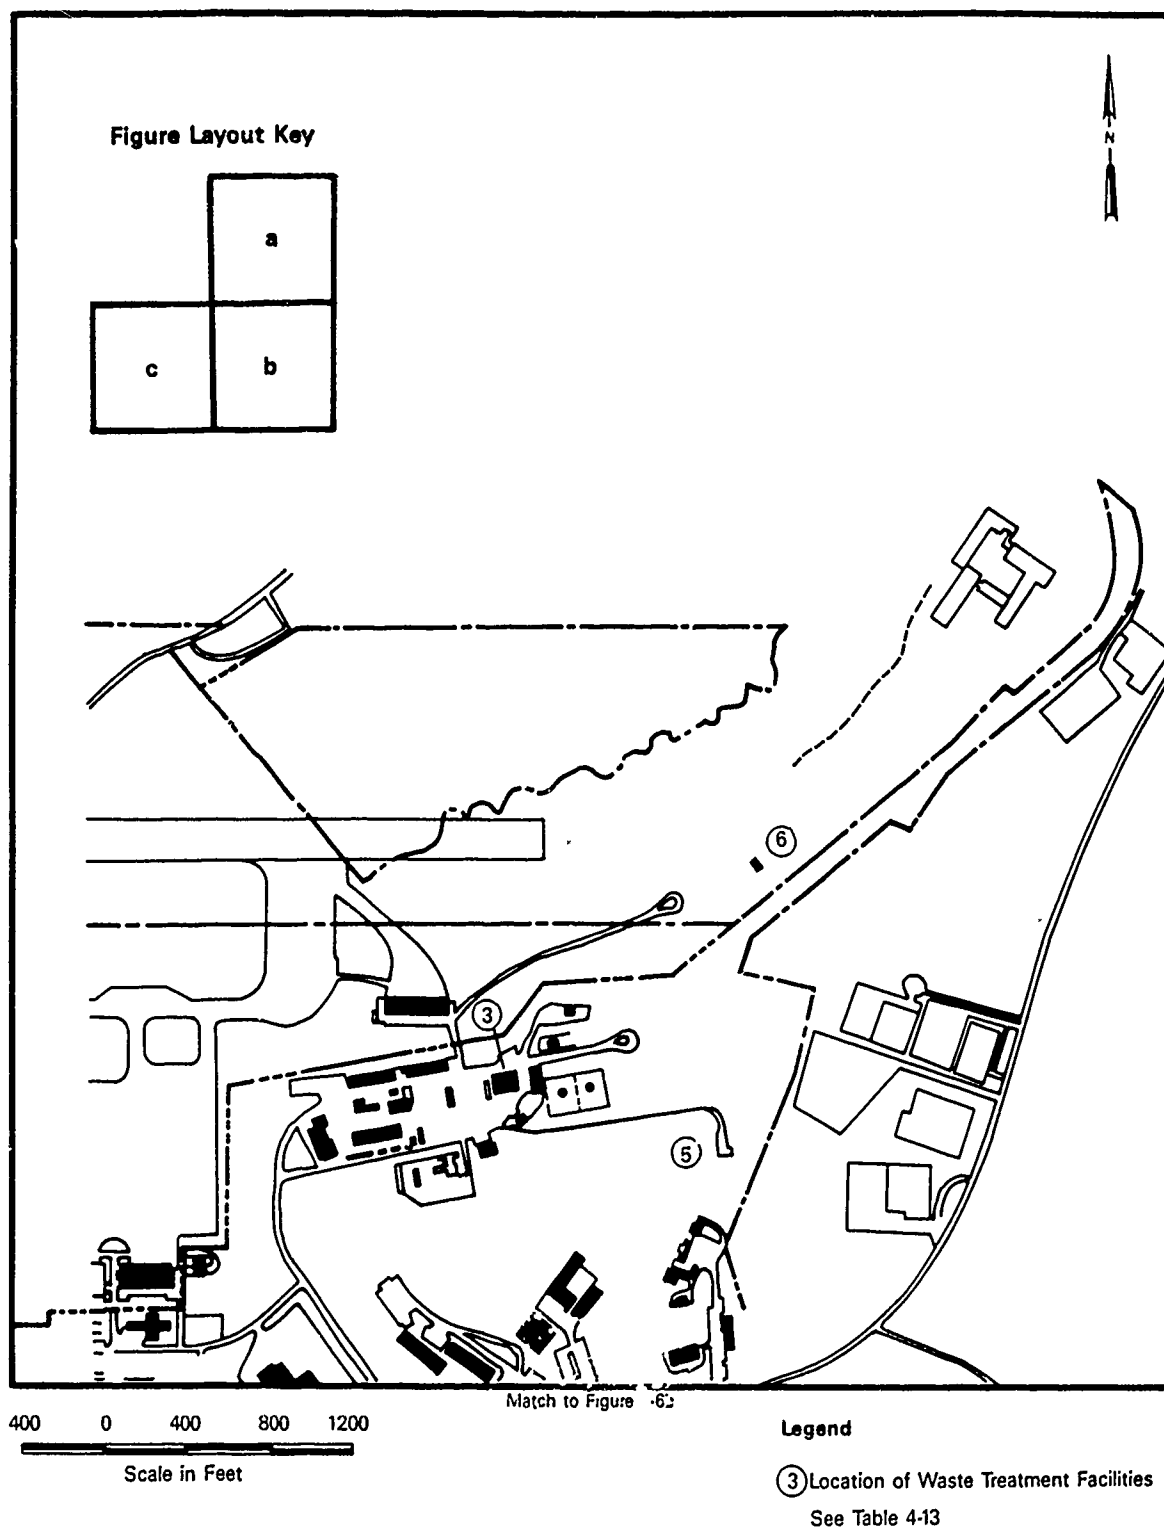 Figure Layout Key
N
a
c
b
6
3
5
Match to Figure
400 0 400 800 1200
Scale in Feet
Legend
3 Location of Waste Treatment Facilities
See Table 4-13